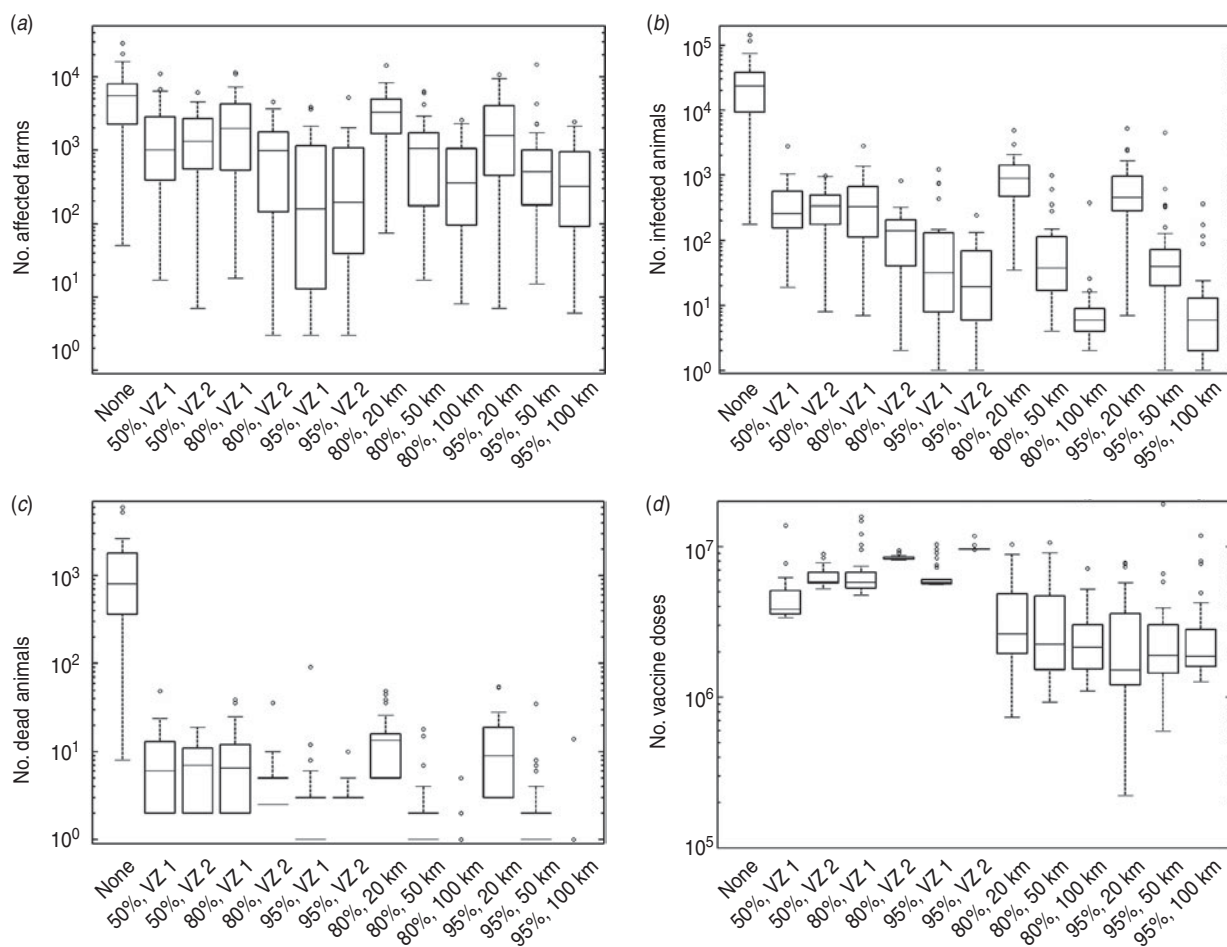 (a)
No. affected farms
10^4
10^3
10^2
10^1
10^0
None
50%, VZ 1
50%, VZ 2
80%, VZ 1
80%, VZ 2
95%, VZ 1
95%, VZ 2
80%, 20 km
80%, 50 km
80%, 100 km
95%, 20 km
95%, 50 km
95%, 100 km
(b)
No. infected animals
10^5
10^4
10^3
10^2
10^1
10^0
None
50%, VZ 1
50%, VZ 2
80%, VZ 1
80%, VZ 2
95%, VZ 1
95%, VZ 2
80%, 20 km
80%, 50 km
80%, 100 km
95%, 20 km
95%, 50 km
95%, 100 km
(c)
No. dead animals
10^3
10^2
10^1
10^0
None
50%, VZ 1
50%, VZ 2
80%, VZ 1
80%, VZ 2
95%, VZ 1
95%, VZ 2
80%, 20 km
80%, 50 km
80%, 100 km
95%, 20 km
95%, 50 km
95%, 100 km
(d)
No. vaccine doses
10^7
10^6
10^5
50%, VZ 1
50%, VZ 2
80%, VZ 1
80%, VZ 2
95%, VZ 1
95%, VZ 2
80%, 20 km
80%, 50 km
80%, 100 km
95%, 20 km
95%, 50 km
95%, 100 km